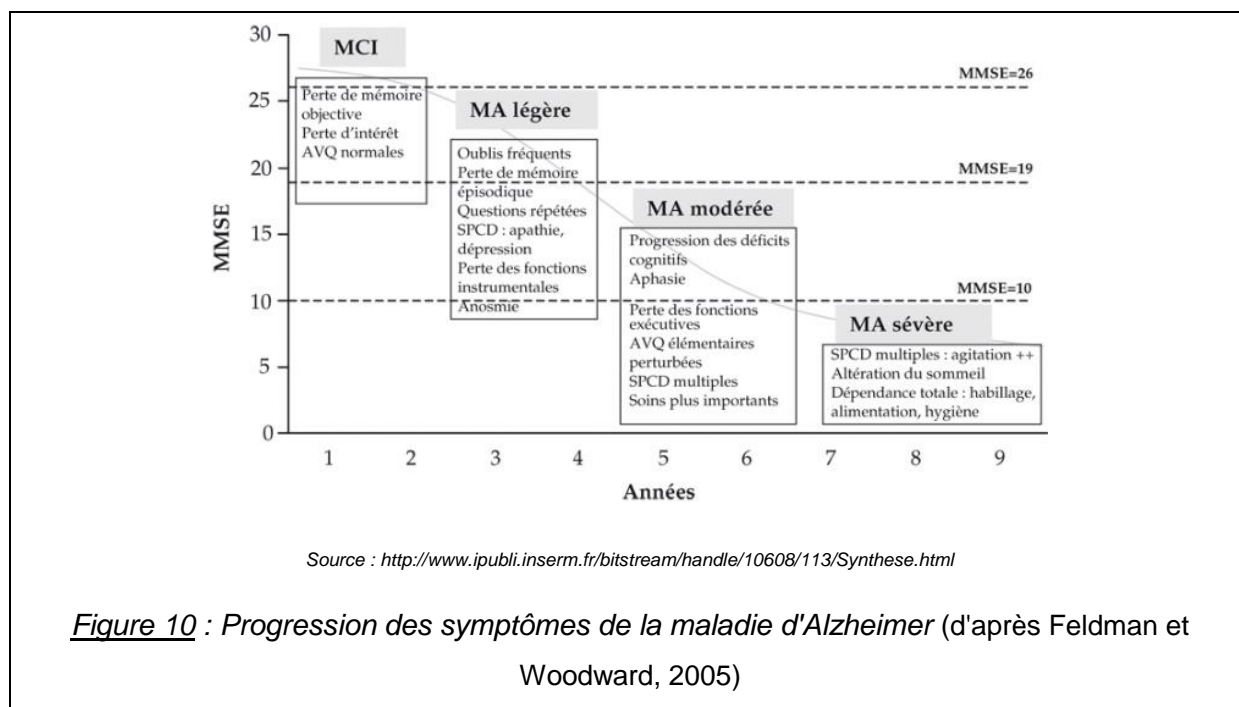 30
25
20
15
10
5
0
MMSE
MCI
Perte de mémoire
objective
Perte d'intérêt
AVQ normales
MA légère
Oublis fréquents
Perte de mémoire
épisodique
Questions répétées
SPCD : apathie,
dépression
Perte des fonctions
instrumentales
Anosmie
MA modérée
Progression des déficits
cognitifs
Aphasie
Perte des fonctions
exécutives
AVQ élémentaires
perturbées
SPCD multiples
Soins plus importants
MA sévère
SPCD multiples : agitation ++
Altération du sommeil
Dépendance totale : habillage,
alimentation, hygiène
MMSE=26
MMSE=19
MMSE=10
1 2 3 4 5 6 7 8 9
Années
Source : http://www.ipubli.inserm.fr/bitstream/handle/10608/113/Synthese.html
Figure 10 : Progression des symptômes de la maladie d'Alzheimer (d'après Feldman et
Woodward, 2005)